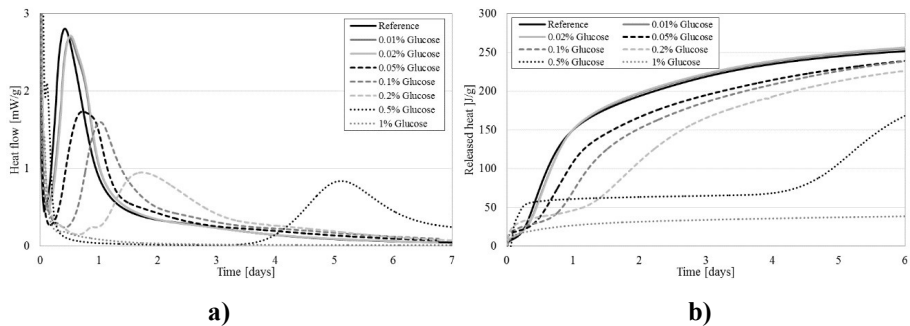 Heat flow [mW/g]
3
2
1
0
Reference
0.01% Glucose
0.02% Glucose
0.05% Glucose
0.1% Glucose
0.2% Glucose
0.5% Glucose
1% Glucose
0 1 2 3 4 5 6 7
Time [days]
a)
Released heat [J/g]
300
250
200
150
100
50
0
Reference 0.01% Glucose
0.02% Glucose 0.05% Glucose
0.1% Glucose 0.2% Glucose
0.5% Glucose 1% Glucose
0 1 2 3 4 5 6
Time [days]
b)